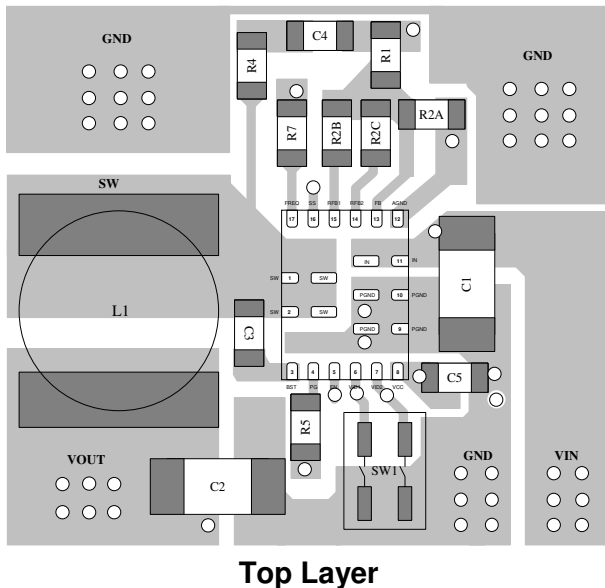 GND
C4
GND
R4
R1
R7
R2B
R2C
R2A
SW
FREQ SS RFB1 RFB2 FB AGND
17 16 15 14 13 12
L1
C1
IN 11 IN
SW 1 SW
PGND 10 PGND
SW 2 SW
PGND 9 PGND
C3
3 4 5 6 7 8
BST PG EN VID1 VID2 VCC
C5
R5
VOUT
C2
SW1
GND
VIN
Top Layer